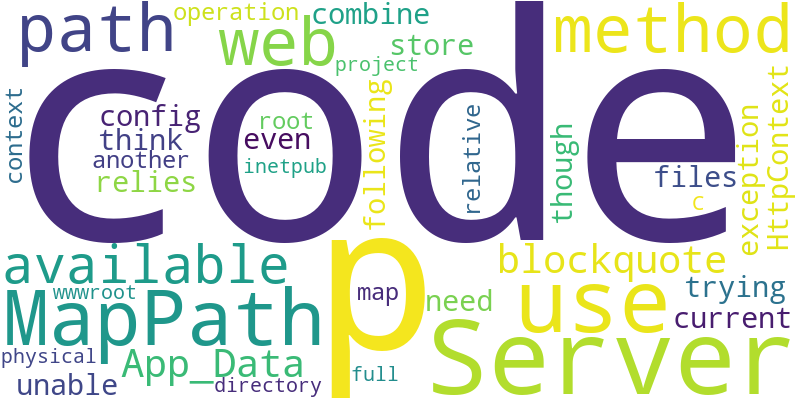 operation
combine
path
web
method
store
project
code
context
config
think
another
relies
root
even
inetpub
following
relative
though
files
c
exception
HttpContext
p
available
wwwroot
MapPath
map
need
blockquote
use
trying
current
Server
physical
App_Data
unable
directory
full